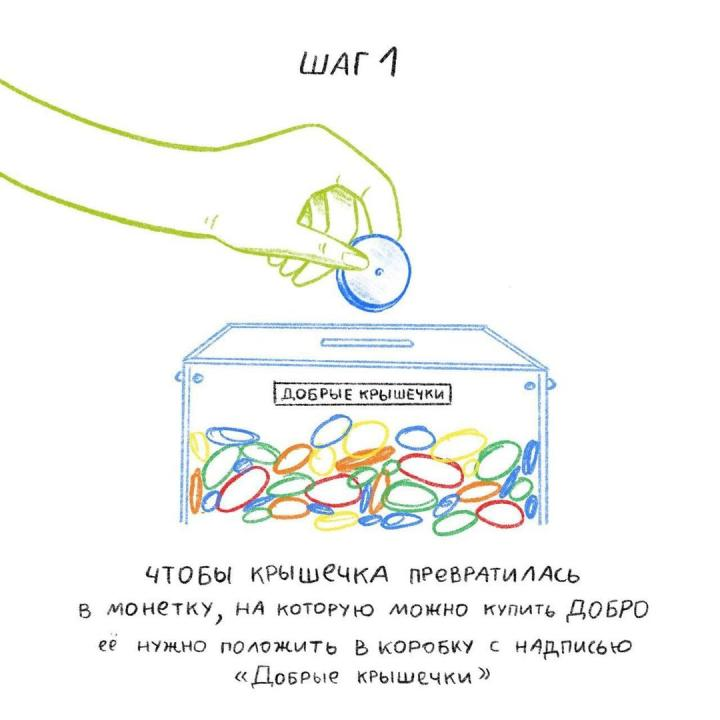 ШАГ 1
ДОБРЫЕ КРЫШЕЧКИ
ЧТОБЫ КРЫШЕЧКА ПРЕВРАТИЛАСЬ
В МОНЕТКУ, НА КОТОРУЮ МОЖНО КУПИТЬ ДОБРО
её НУЖНО ПОЛОЖИТЬ В КОРОБКУ С НАДПИСЬЮ
«Добрые крышечки»